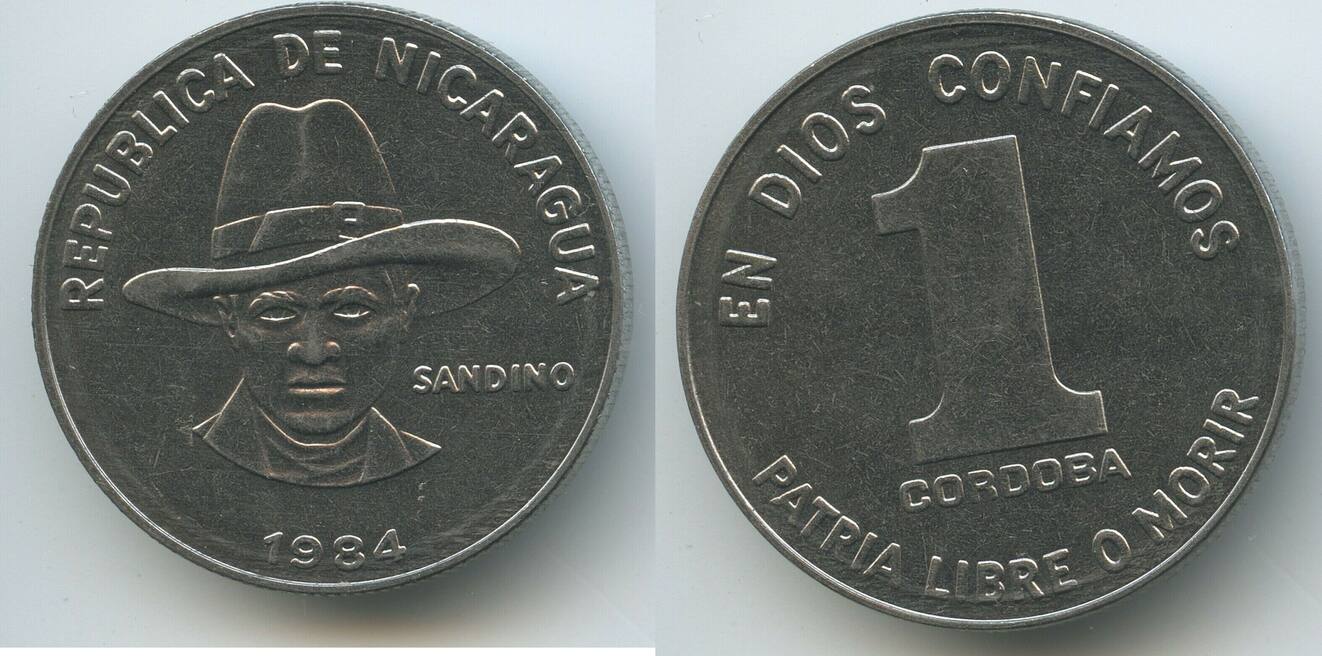 REPUBLICA DE NICARAGUA
SANDINO
1984
EN DIOS CONFIAMOS
1
CORDOBA
PATRIA LIBRE O MORIR